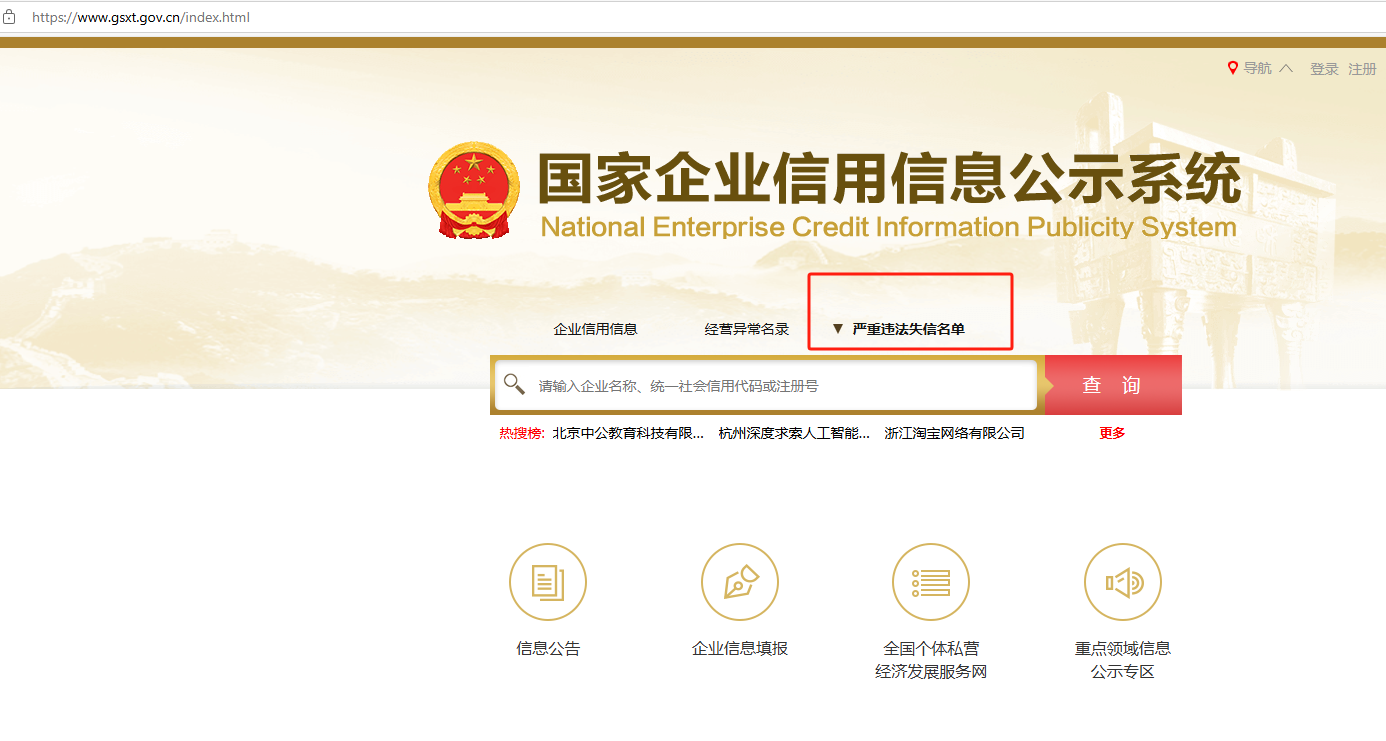 https://www.gsxt.gov.cn/index.html
导航 登录 注册
国家企业信用信息公示系统
National Enterprise Credit Information Publicity System
企业信用信息 经营异常名录 ▼ 严重违法失信名单
请输入企业名称、统一社会信用代码或注册号 查 询
热搜榜: 北京中公教育科技有限... 杭州深度求索人工智能... 浙江淘宝网络有限公司 更多
信息公告 企业信息填报 全国个体私营 重点领域信息
经济发展服务网 公示专区